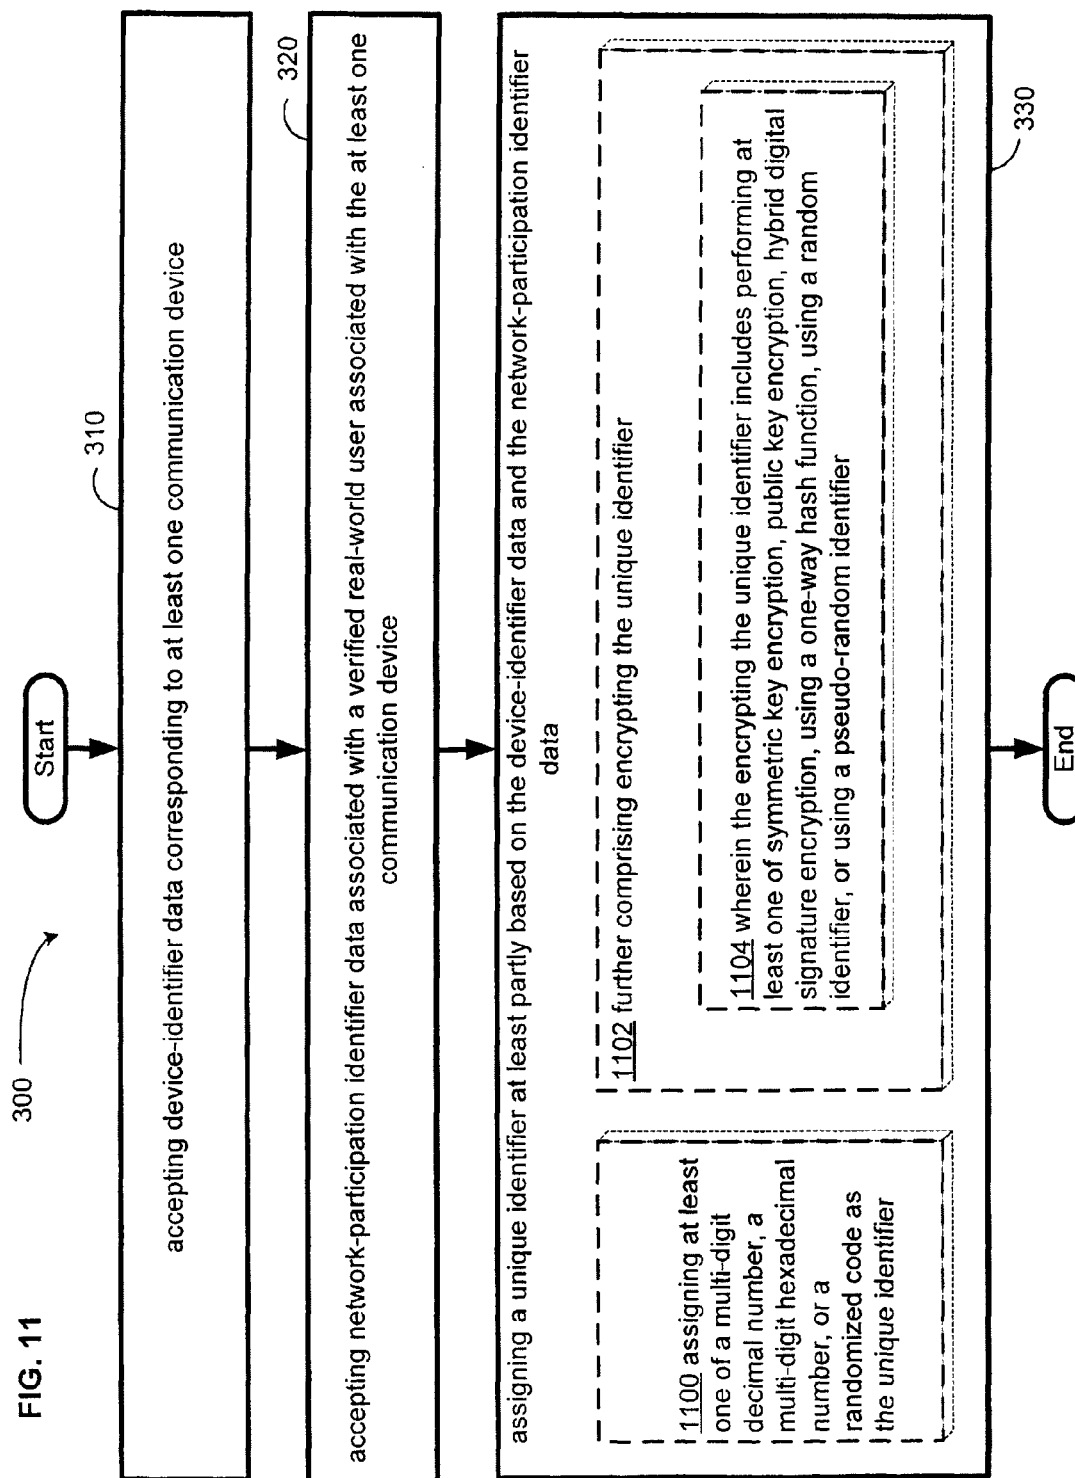 FIG. 11
300
Start
310
accepting device-identifier data corresponding to at least one communication device
320
accepting network-participation identifier data associated with a verified real-world user associated with the at least one
communication device
assigning a unique identifier at least partly based on the device-identifier data and the network-participation identifier
data
1100 assigning at least
one of a multi-digit
decimal number, a
multi-digit hexadecimal
number, or a
randomized code as
the unique identifier
1102 further comprising encrypting the unique identifier
1104 wherein the encrypting the unique identifier includes performing at
least one of symmetric key encryption, public key encryption, hybrid digital
signature encryption, using a one-way hash function, using a random
identifier, or using a pseudo-random identifier
330
End